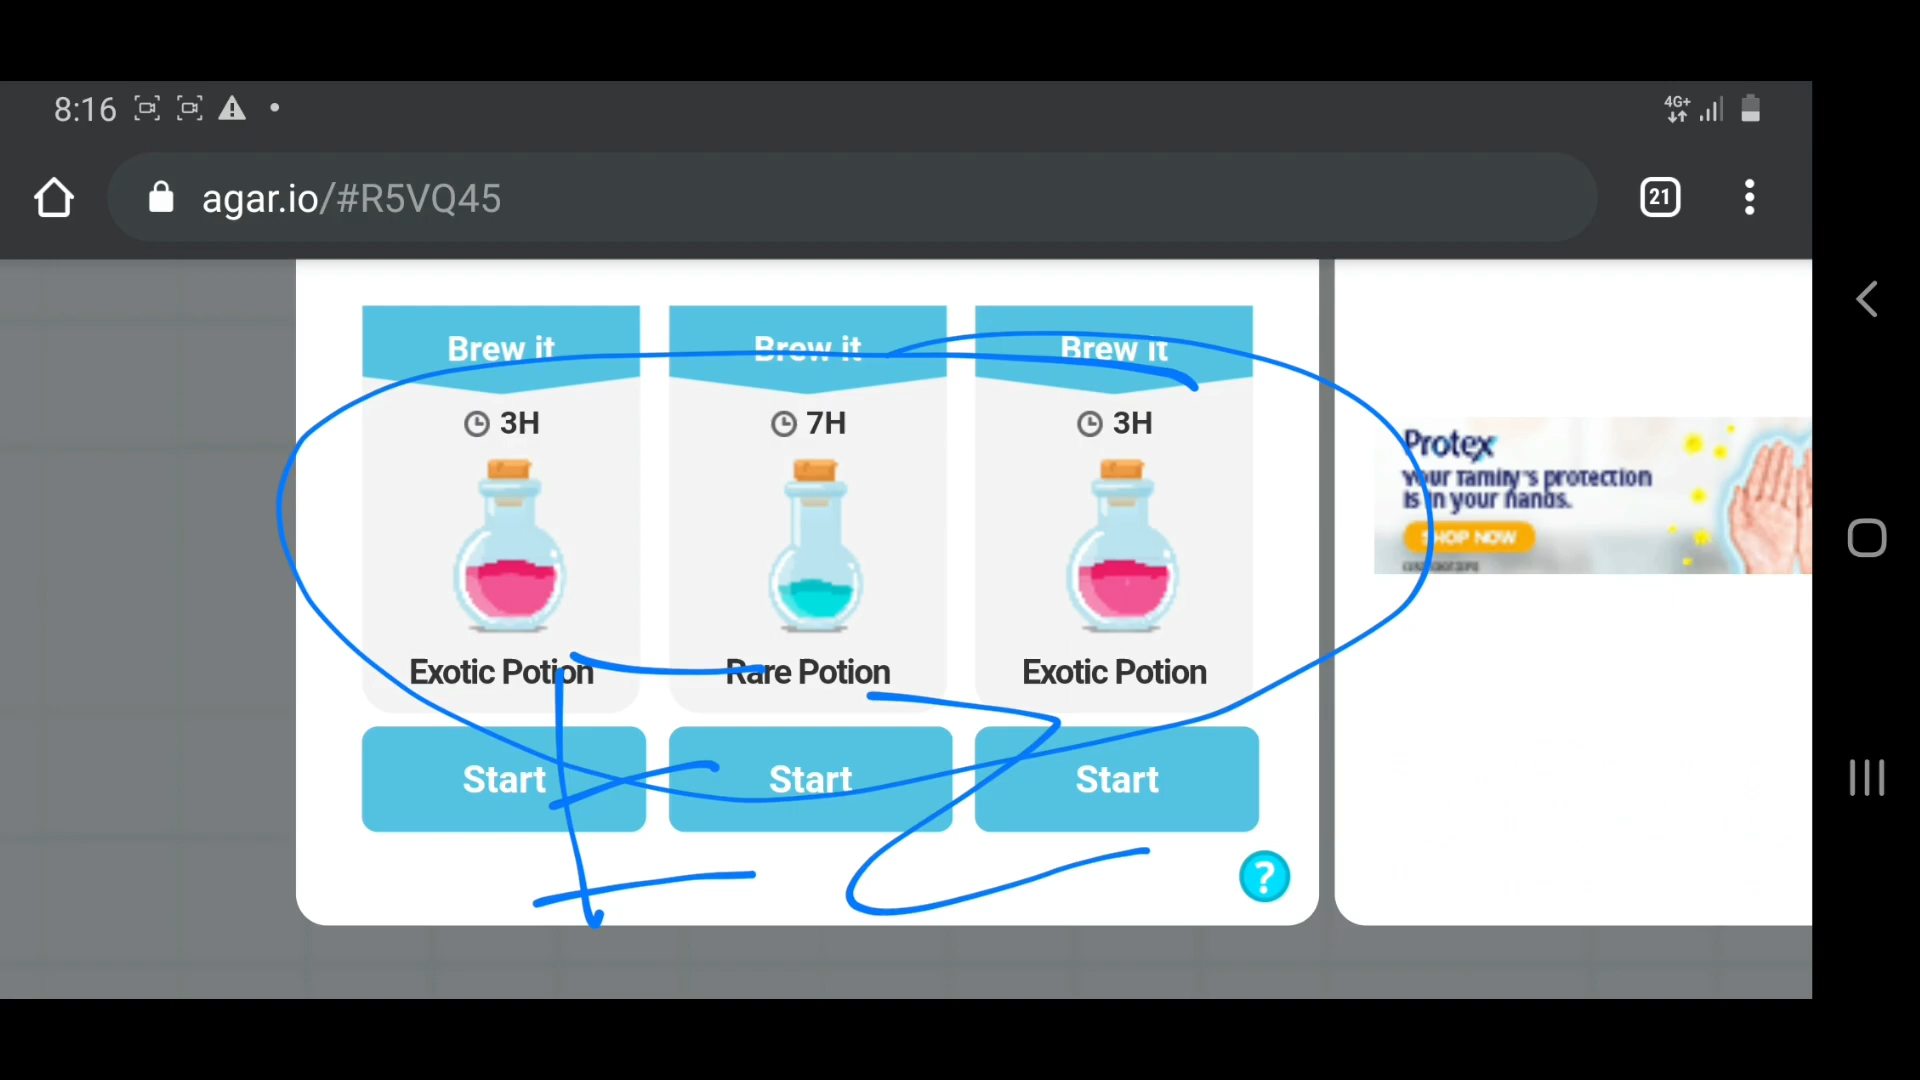 8:16 4G+
agar.io/#R5VQ45 21
Brew it Brew it Brew it
3H 7H 3H
Exotic Potion Rare Potion Exotic Potion
Start Start Start
?
Protex
Your family's protection
is in your hands.
SHOP NOW